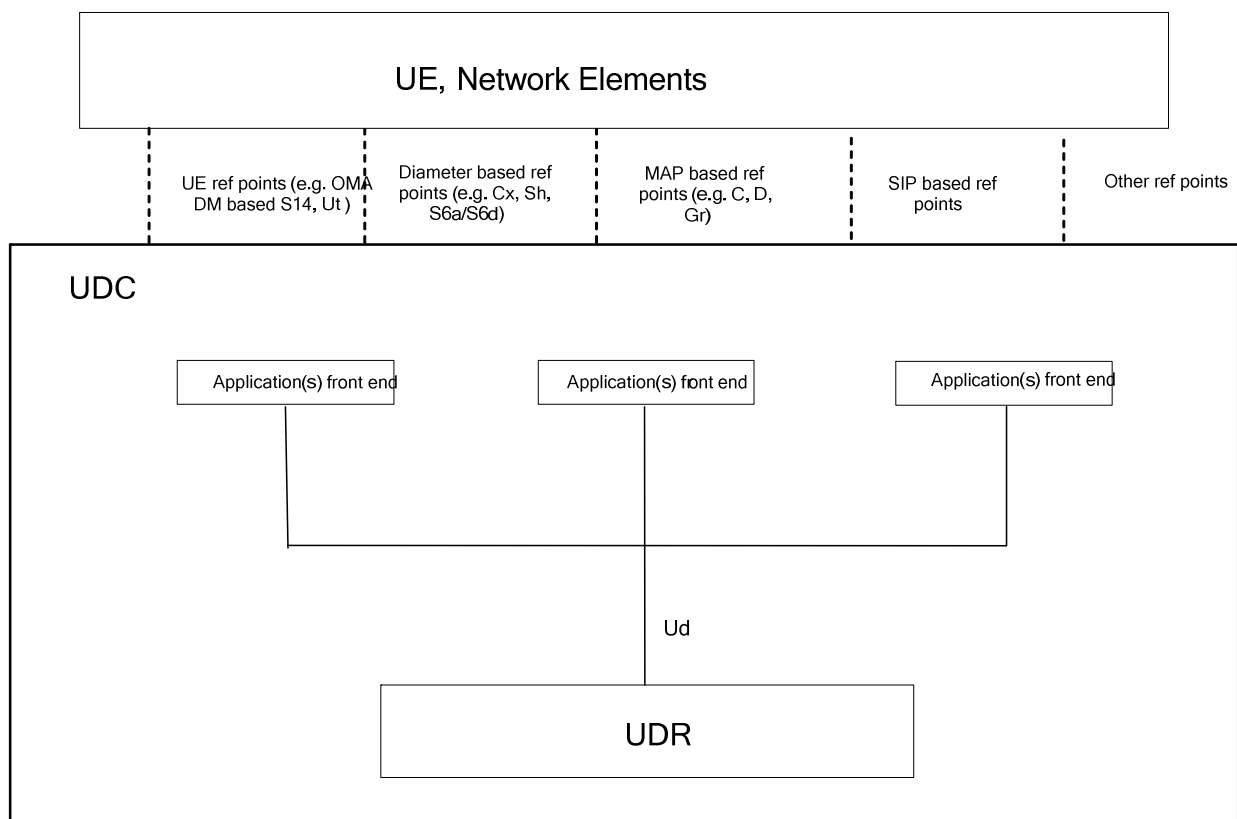 UE, Network Elements
UE ref points (e.g. OMA
DM based S14, Ut )
Diameter based ref
points (e.g. Cx, Sh,
S6a/S6d)
MAP based ref
points (e.g. C, D,
Gr)
SIP based ref
points
Other ref points
UDC
Application(s) front end
Application(s) front end
Application(s) front end
Ud
UDR